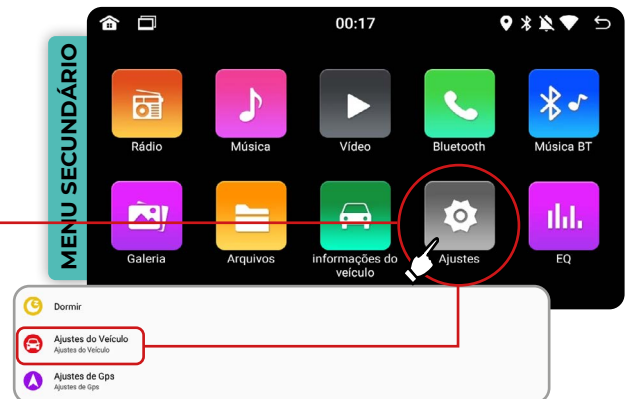 MENU SECUNDÁRIO
00:17
Rádio
Música
Vídeo
Bluetooth
Música BT
Galeria
Arquivos
informações do
veículo
Ajustes
EQ
Dormir
Ajustes do Veículo
Ajustes do Veículo
Ajustes de Gps
Ajustes de Gps